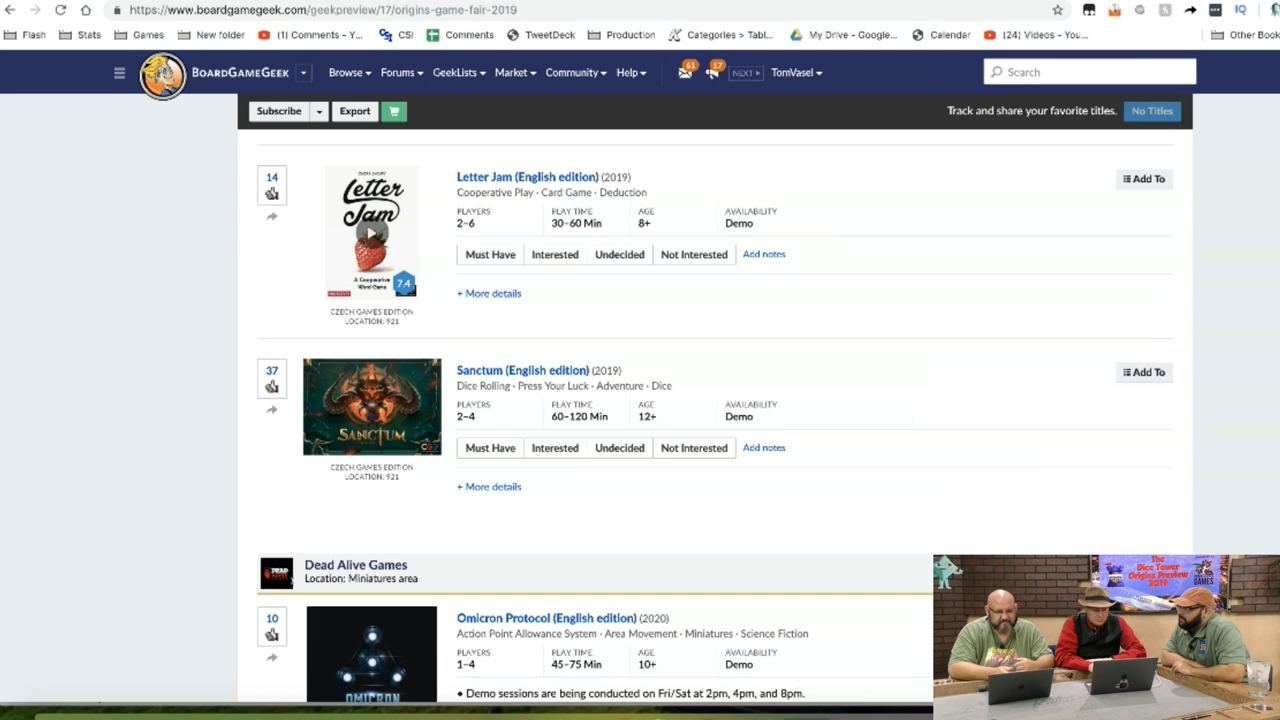 https://www.boardgamegeek.com/geekpreview/17/origins-game-fair-2019
Flash Stats Games New folder (1) Comments - Y... CSI Comments TweetDeck Production Categories > Tabl... My Drive - Google... Calendar (24) Videos - You... Other Book
BOARDGAMEGEEK Browse Forums GeekLists Market Community Help 61 17 NEXT TomVasel Search
Subscribe Export Track and share your favorite titles. No Titles
14
Letter Jam
A Cooperative Word Game
7.4
CZECH GAMES EDITION
LOCATION: 921
Letter Jam (English edition) (2019)
Cooperative Play · Card Game · Deduction
PLAYERS PLAY TIME AGE AVAILABILITY
2–6 30–60 Min 8+ Demo
Must Have Interested Undecided Not Interested Add notes
+ More details
Add To
37
SANCTUM
CZECH GAMES EDITION
LOCATION: 921
Sanctum (English edition) (2019)
Dice Rolling · Press Your Luck · Adventure · Dice
PLAYERS PLAY TIME AGE AVAILABILITY
2–4 60–120 Min 12+ Demo
Must Have Interested Undecided Not Interested Add notes
+ More details
Add To
Dead Alive Games
Location: Miniatures area
10
OMICRON
Omicron Protocol (English edition) (2020)
Action Point Allowance System · Area Movement · Miniatures · Science Fiction
PLAYERS PLAY TIME AGE AVAILABILITY
1–4 45–75 Min 10+ Demo
• Demo sessions are being conducted on Fri/Sat at 2pm, 4pm, and 8pm.
The
Dice Tower
Origins Preview
2019
GAMES